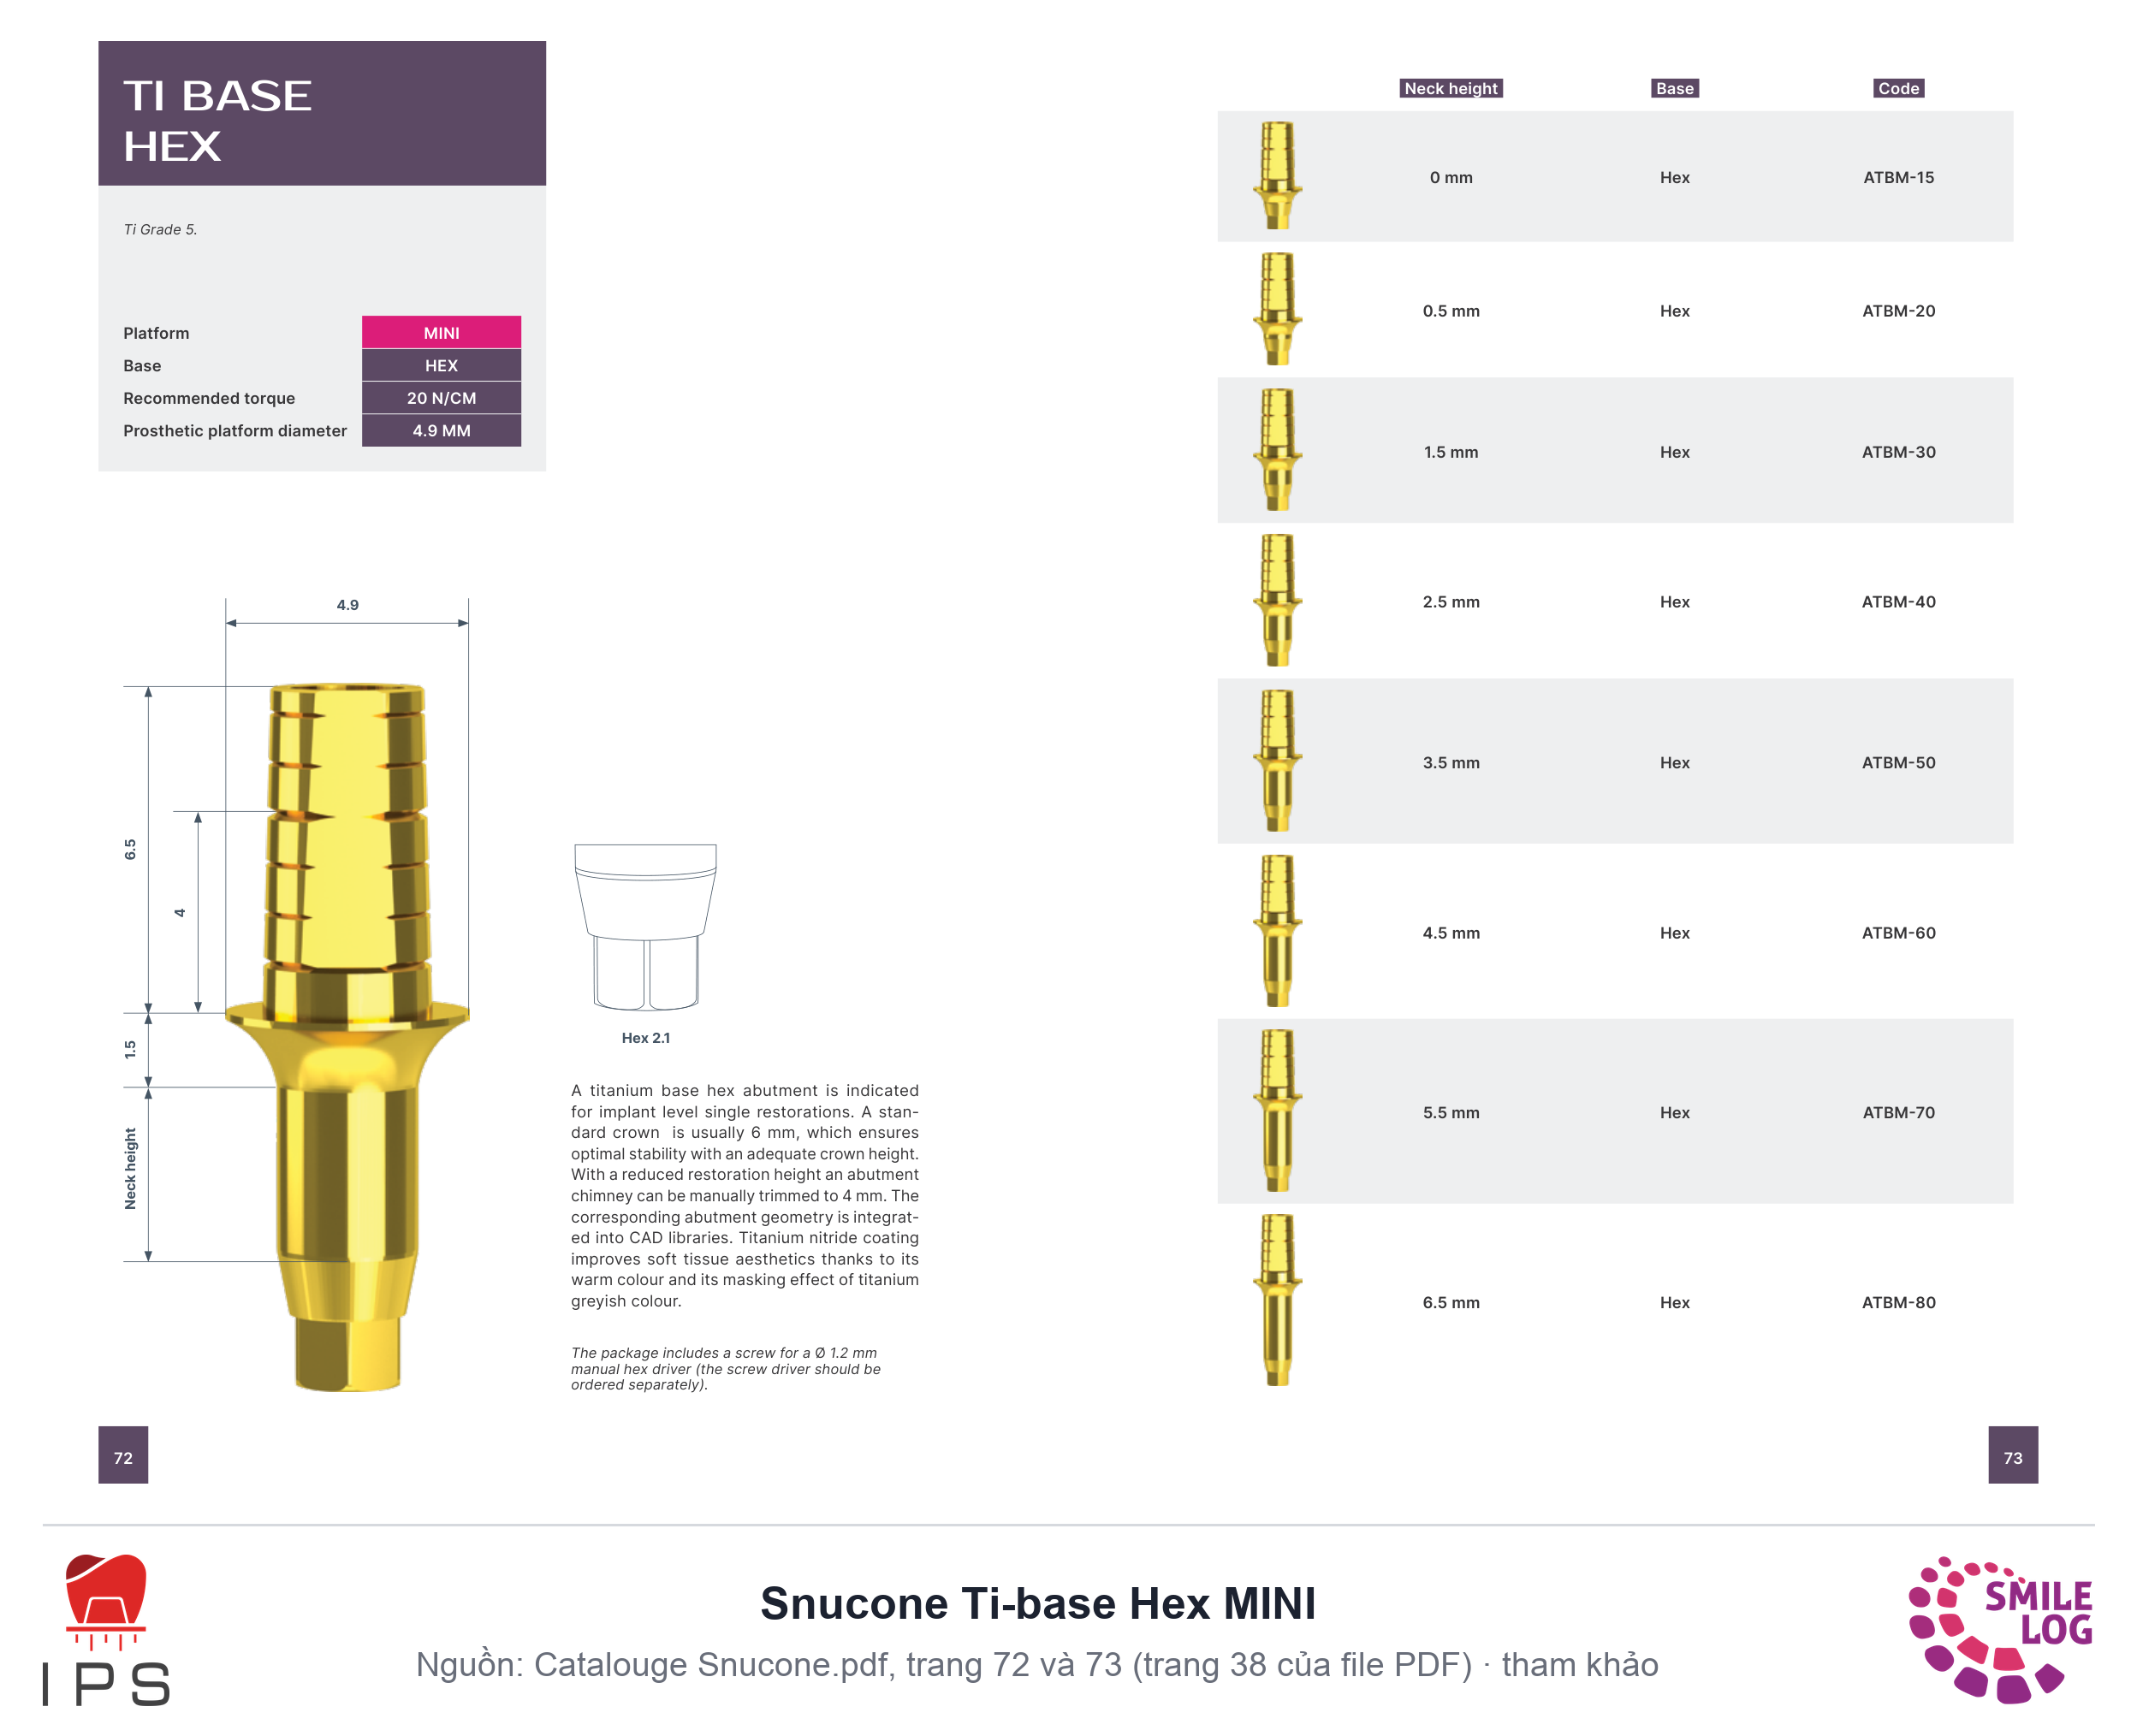 TI BASE
HEX
Ti Grade 5.
Platform MINI
Base HEX
Recommended torque 20 N/CM
Prosthetic platform diameter 4.9 MM
4.9
6.5
4
1.5
Neck height
Hex 2.1
A titanium base hex abutment is indicated
for implant level single restorations. A stan-
dard crown is usually 6 mm, which ensures
optimal stability with an adequate crown height.
With a reduced restoration height an abutment
chimney can be manually trimmed to 4 mm. The
corresponding abutment geometry is integrat-
ed into CAD libraries. Titanium nitride coating
improves soft tissue aesthetics thanks to its
warm colour and its masking effect of titanium
greyish colour.
The package includes a screw for a Ø 1.2 mm
manual hex driver (the screw driver should be
ordered separately).
72
Neck height Base Code
0 mm Hex ATBM-15
0.5 mm Hex ATBM-20
1.5 mm Hex ATBM-30
2.5 mm Hex ATBM-40
3.5 mm Hex ATBM-50
4.5 mm Hex ATBM-60
5.5 mm Hex ATBM-70
6.5 mm Hex ATBM-80
73
IPS
Snucone Ti-base Hex MINI
Nguồn: Catalouge Snucone.pdf, trang 72 và 73 (trang 38 của file PDF) · tham khảo
SMILE
LOG